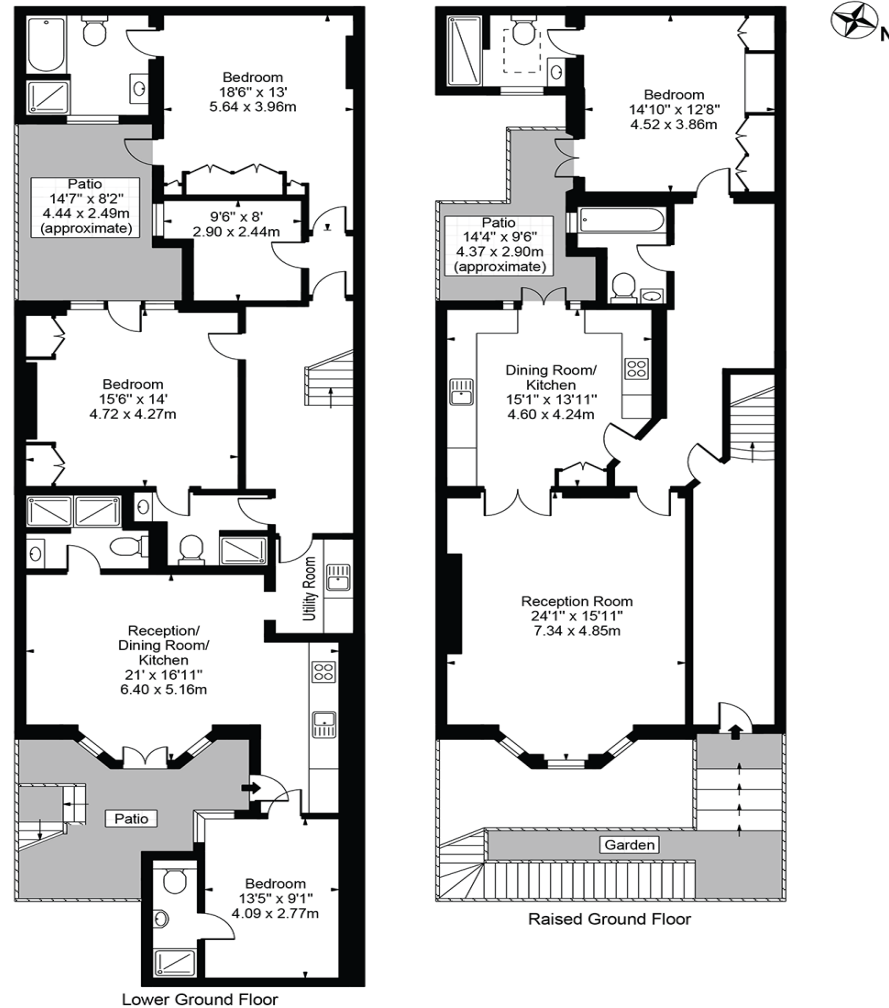 N
Bedroom
18'6" x 13'
5.64 x 3.96m
Patio
14'7" x 8'2"
4.44 x 2.49m
(approximate)
9'6" x 8'
2.90 x 2.44m
Bedroom
15'6" x 14'
4.72 x 4.27m
Utility Room
Reception/
Dining Room/
Kitchen
21' x 16'11"
6.40 x 5.16m
Patio
Bedroom
13'5" x 9'1"
4.09 x 2.77m
Lower Ground Floor
Bedroom
14'10" x 12'8"
4.52 x 3.86m
Patio
14'4" x 9'6"
4.37 x 2.90m
(approximate)
Dining Room/
Kitchen
15'1" x 13'11"
4.60 x 4.24m
Reception Room
24'1" x 15'11"
7.34 x 4.85m
Garden
Raised Ground Floor